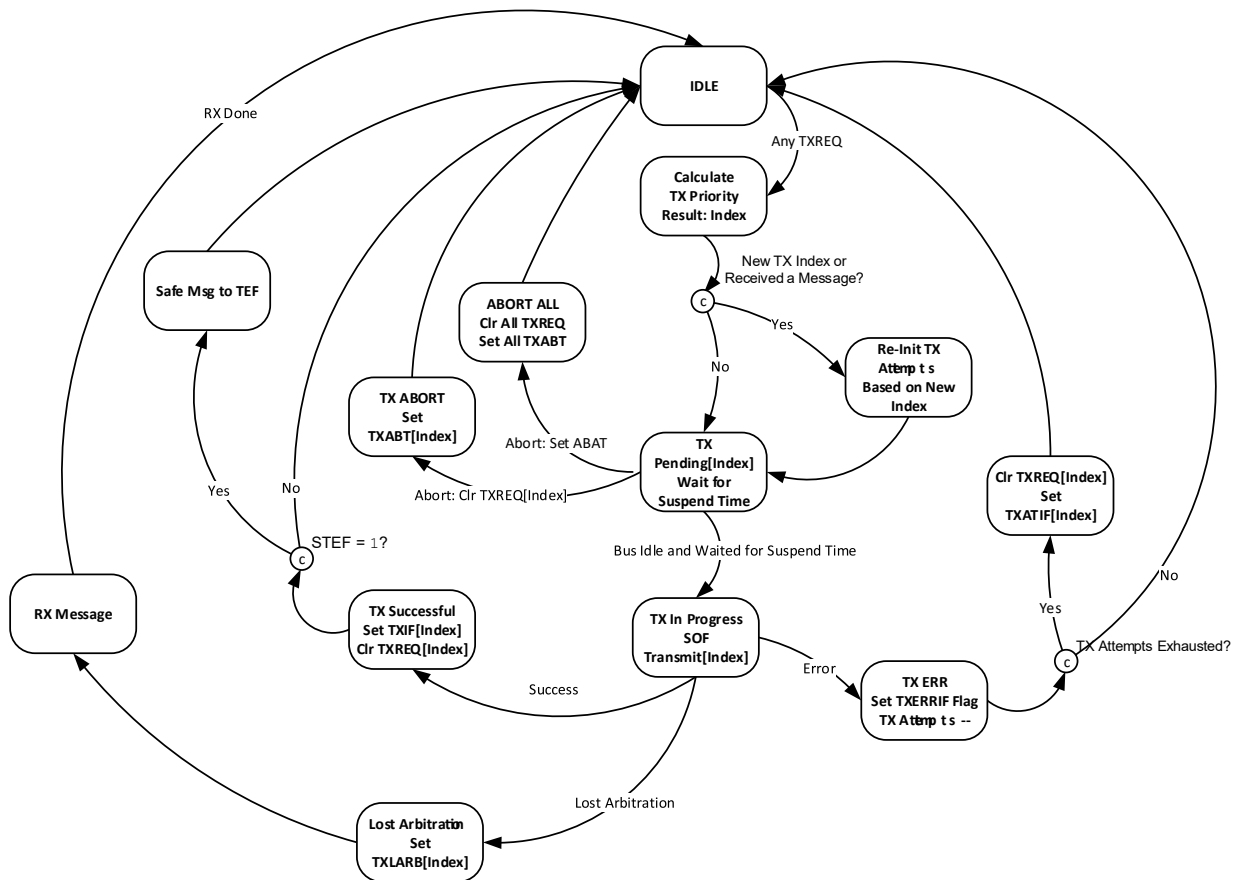 IDLE
RX Done
Any TXREQ
Calculate
TX Priority
Result: Index
New TX Index or
Received a Message?
Safe Msg to TEF
ABORT ALL
Clr All TXREQ
Set All TXABT
c
Yes
No
Re-Init TX
Attempts
Based on New
Index
TX ABORT
Set
TXABT[Index]
Abort: Set ABAT
TX
Pending[Index]
Wait for
Suspend Time
Abort: Clr TXREQ[Index]
Yes
No
Clr TXREQ[Index]
Set
TXATIF[Index]
STEF = 1?
c
Bus Idle and Waited for Suspend Time
No
RX Message
TX Successful
Set TXIF[Index]
Clr TXREQ[Index]
TX In Progress
SOF
Transmit[Index]
Yes
TX Attempts Exhausted?
c
Error
Success
TX ERR
Set TXERRIF Flag
TX Attempts --
Lost Arbitration
Lost Arbitration
Set
TXLARB[Index]